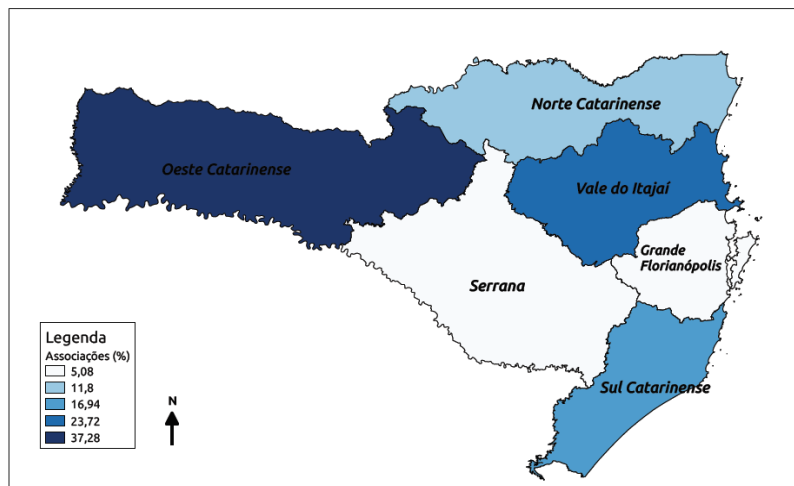 Norte Catarinense
Oeste Catarinense
Vale do Itajaí
Grande
Florianópolis
Serrana
Sul Catarinense
Legenda
Associações (%)
5,08
11,8
16,94
23,72
37,28
N